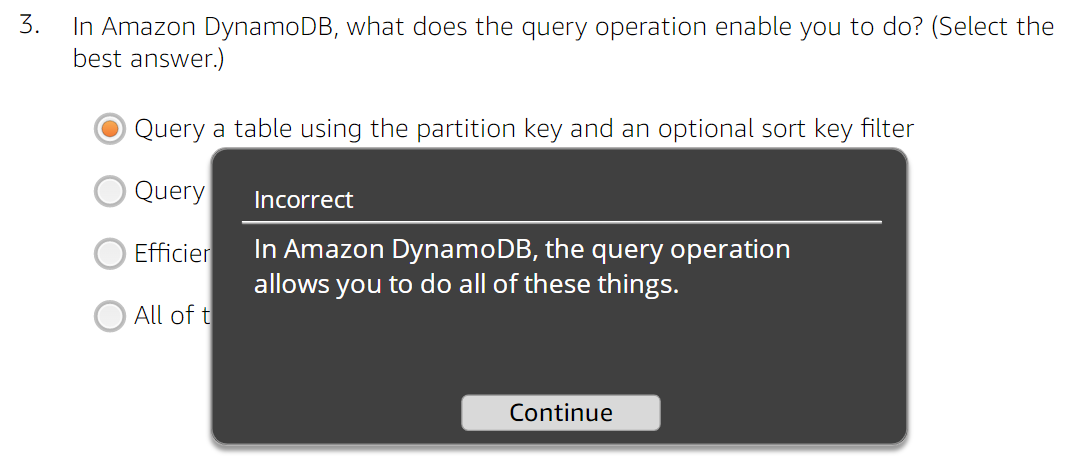 3. In Amazon DynamoDB, what does the query operation enable you to do? (Select the
best answer.)
Query a table using the partition key and an optional sort key filter
Query
Incorrect
In Amazon DynamoDB, the query operation
allows you to do all of these things.
All of
Continue